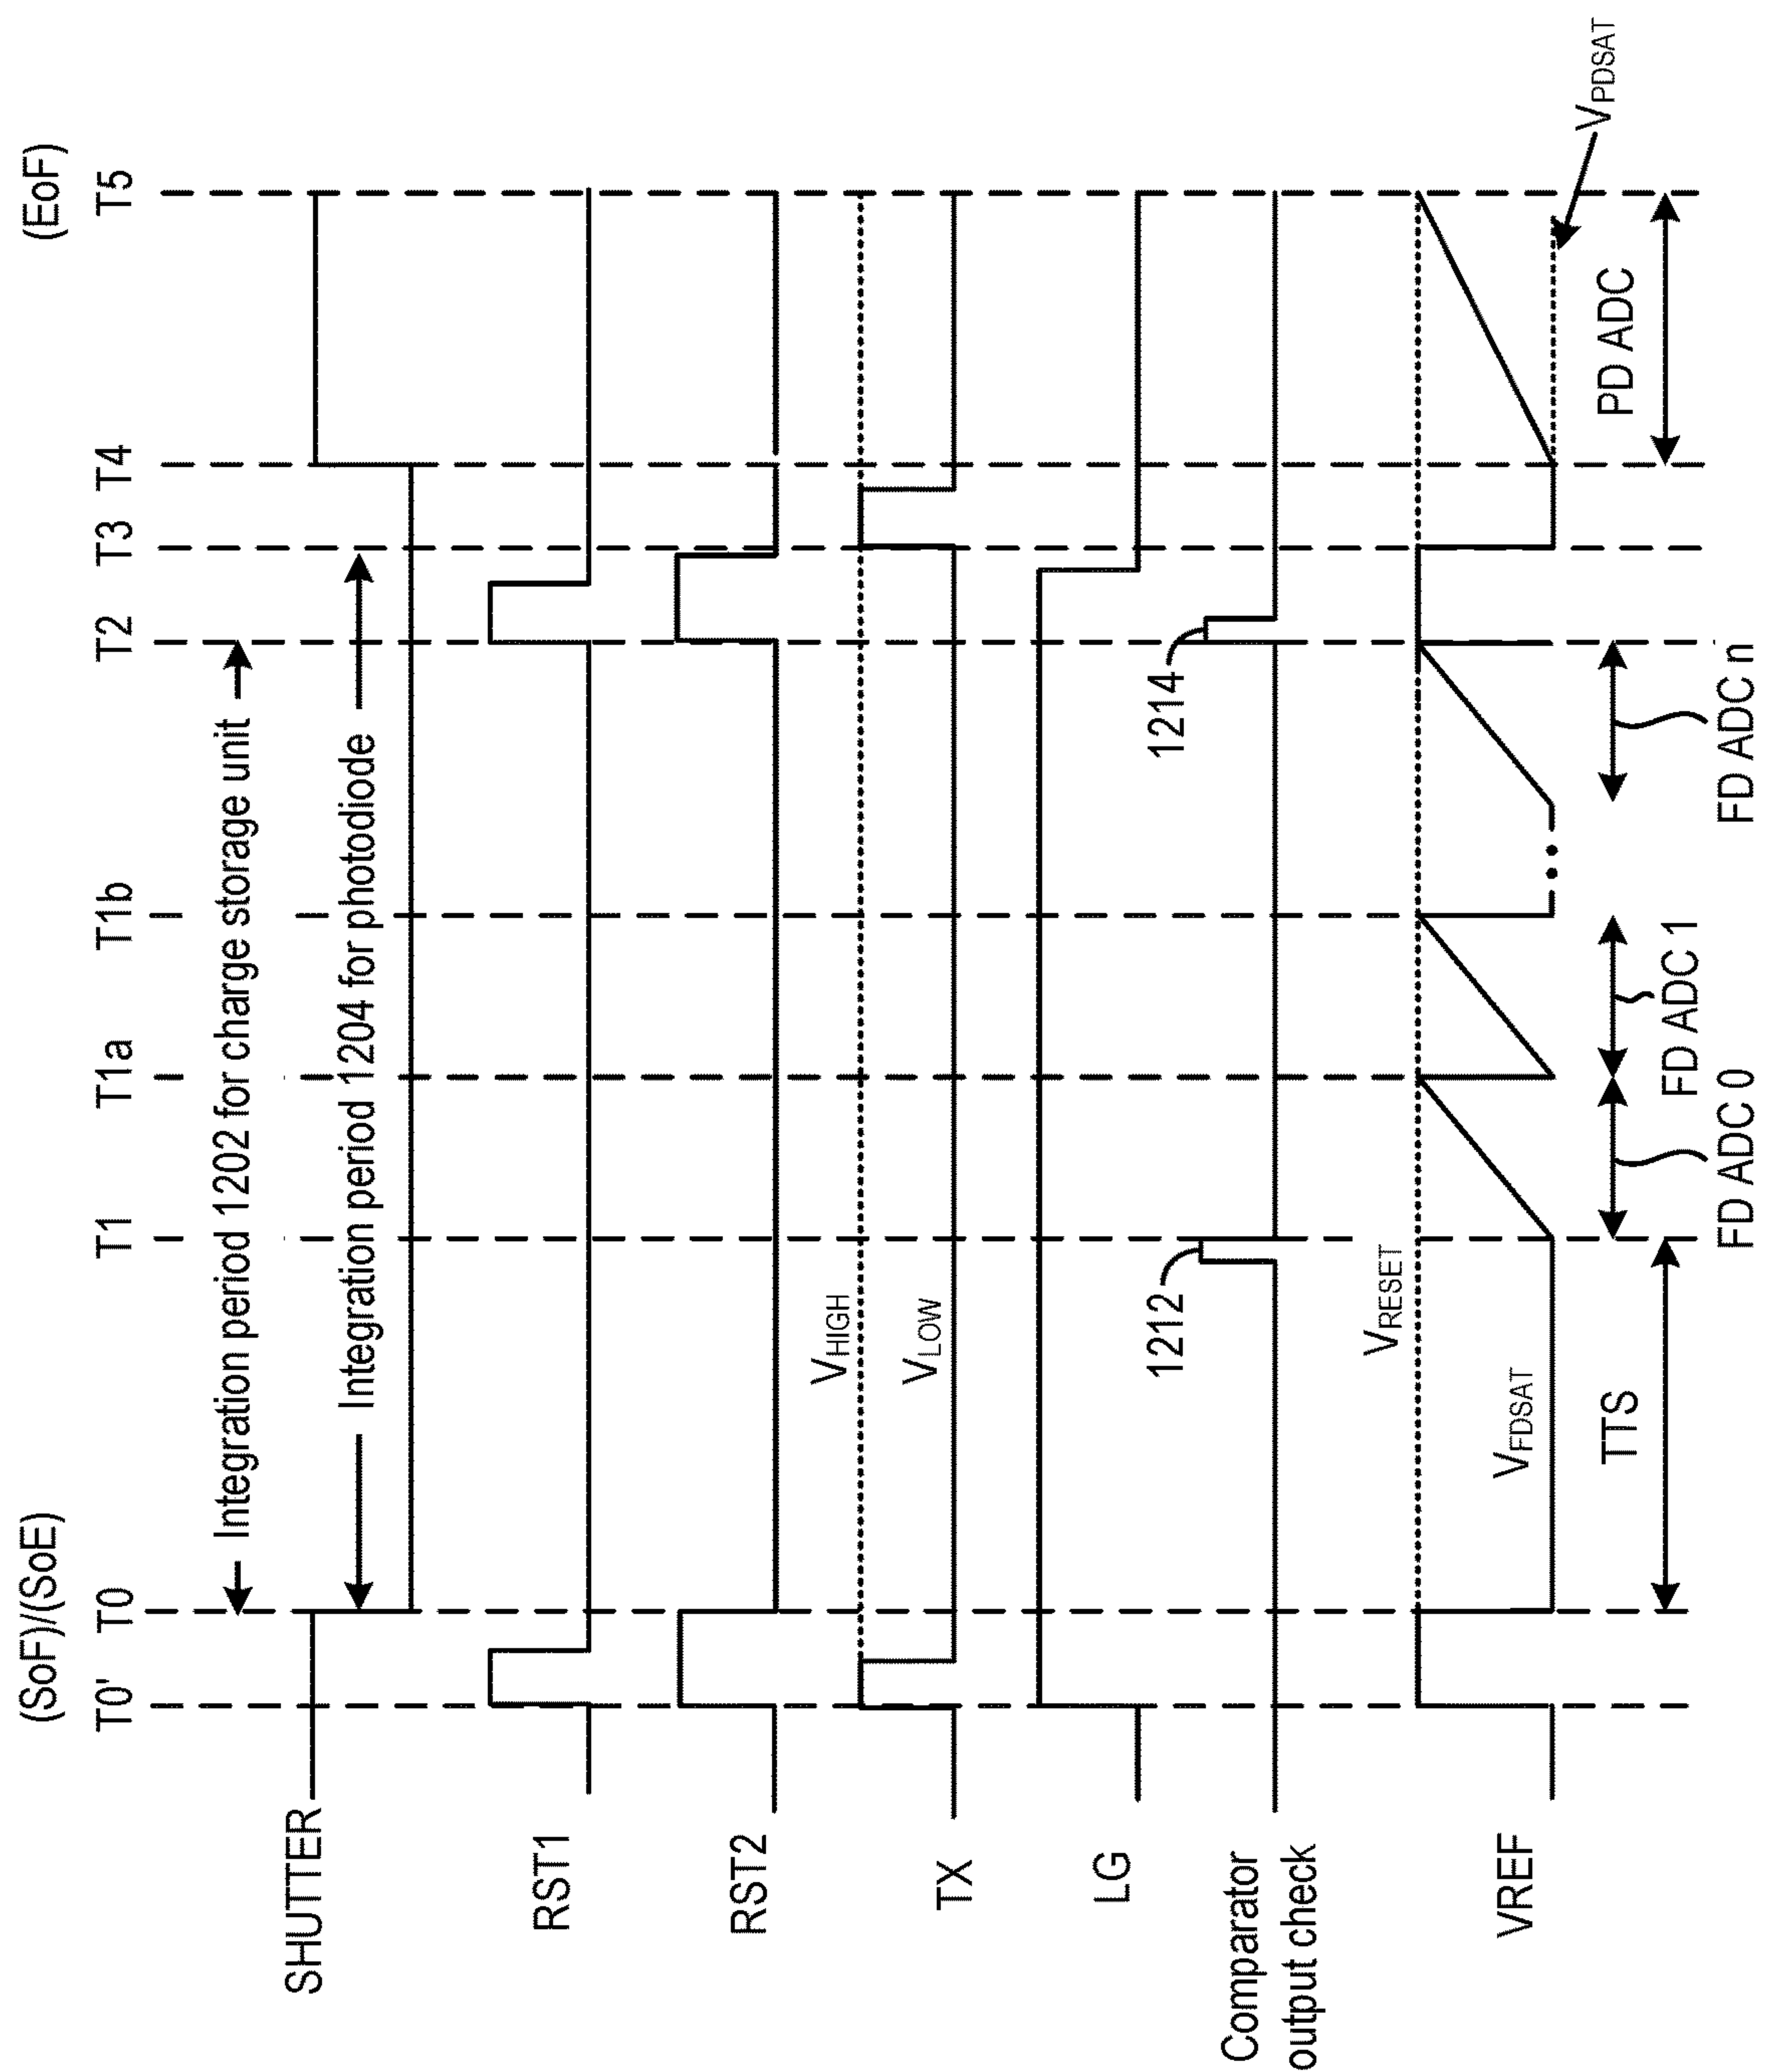 (SoF)/(SoE)
(EoF)
T0'
T0
T1
T1a
T1b
T2
T3
T4
T5
Integration period 1202 for charge storage unit
Integration period 1204 for photodiode
SHUTTER
RST1
RST2
VHIGH
VLOW
TX
LG
1212
1214
Comparator
output check
VRESET
VFDSAT
VREF
VPDSAT
TTS
FD ADC 0
FD ADC 1
FD ADC n
PD ADC